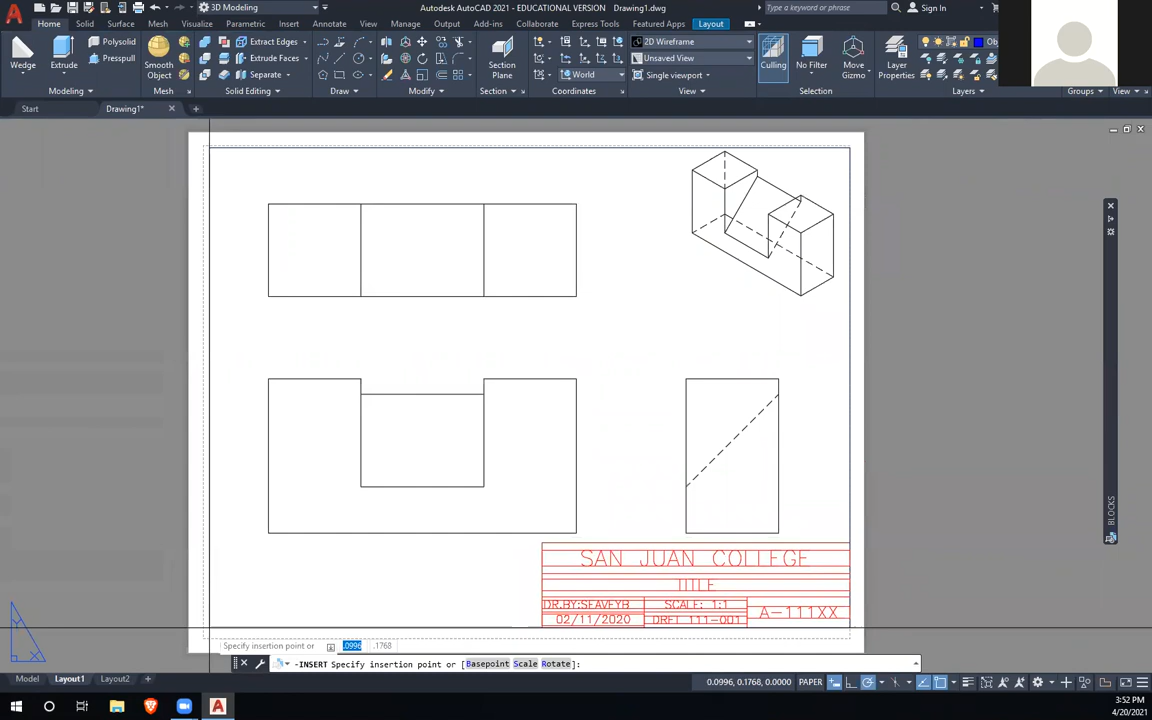 3D Modeling
Autodesk AutoCAD 2021 - EDUCATIONAL VERSION Drawing1.dwg
Type a keyword or phrase
Sign In
Home Solid Surface Mesh Visualize Parametric Insert Annotate View Manage Output Add-ins Collaborate Express Tools Featured Apps Layout
Polysolid
Presspull
Extract Edges
Extrude Faces
Separate
2D Wireframe
Unsaved View
World
Single viewport
Wedge
Extrude
Smooth Object
Section Plane
Culling
No Filter
Move Gizmo
Layer Properties
Modeling
Mesh
Solid Editing
Draw
Modify
Section
Coordinates
View
Selection
Layers
Groups
View
Start
Drawing1*
BLOCKS
SAN JUAN COLLEGE
TITLE
DR.BY:SEAVEYB
SCALE: 1:1
A-111XX
02/11/2020
DRFT 111-001
Y
X
Specify insertion point or
.0996
.1768
-INSERT Specify insertion point or [Basepoint Scale Rotate]:
Model
Layout1
Layout2
+
0.0996, 0.1768, 0.0000
PAPER
3:52 PM
4/20/2021